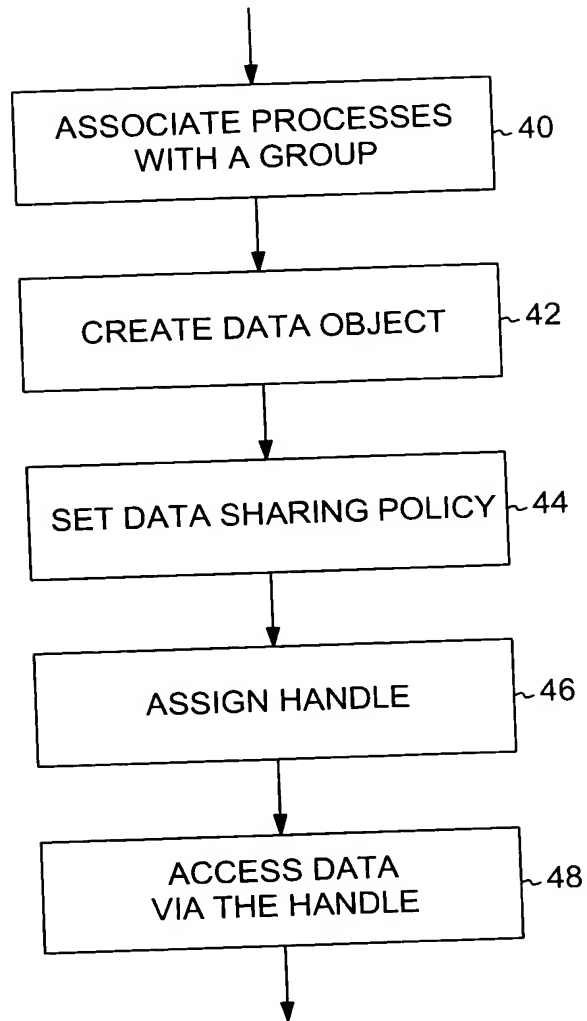 ASSOCIATE PROCESSES
WITH A GROUP
40
CREATE DATA OBJECT
42
SET DATA SHARING POLICY
44
ASSIGN HANDLE
46
ACCESS DATA
VIA THE HANDLE
48